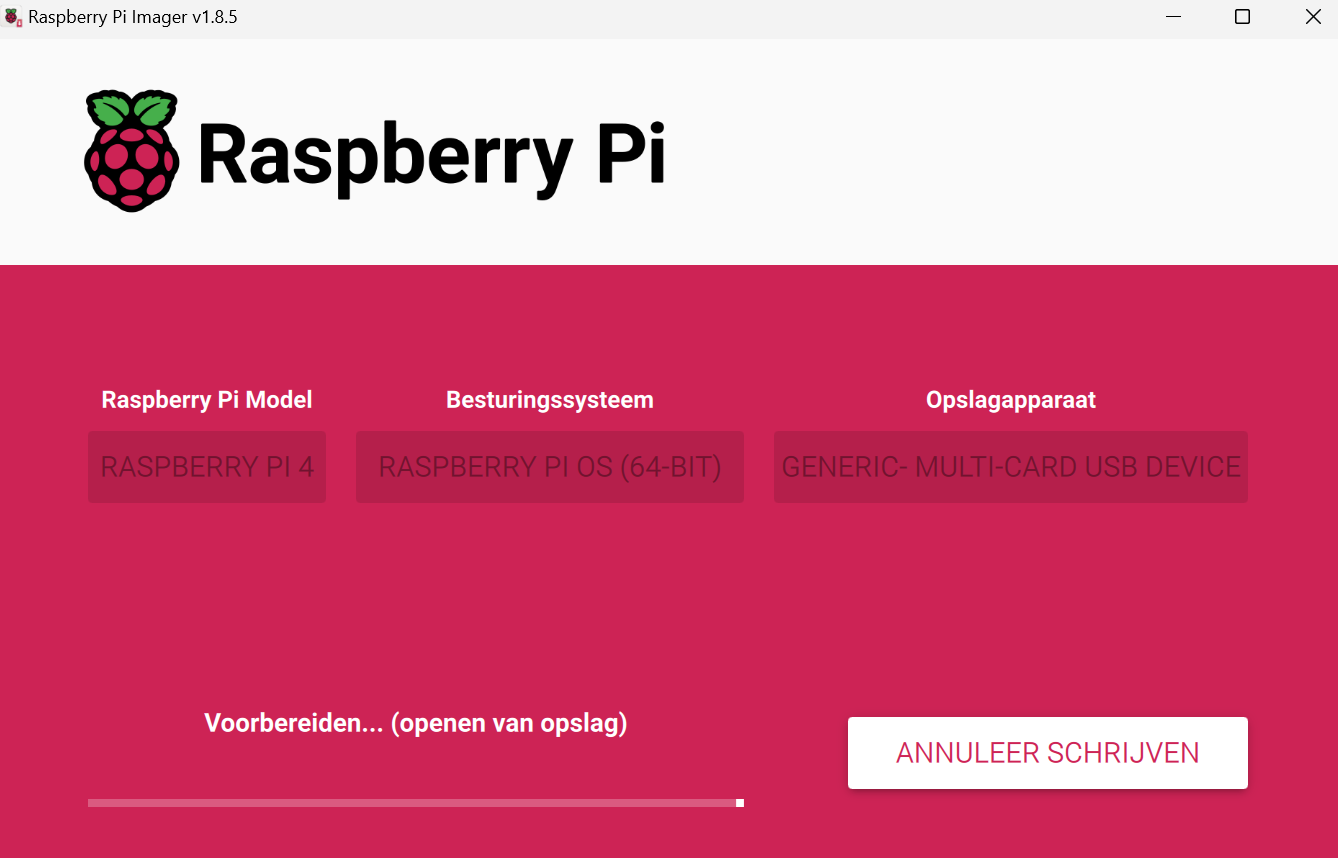 Raspberry Pi Imager v1.8.5
Raspberry Pi
Raspberry Pi Model
Besturingssysteem
Opslagapparaat
RASPBERRY PI 4
RASPBERRY PI OS (64-BIT)
GENERIC- MULTI-CARD USB DEVICE
Voorbereiden... (openen van opslag)
ANNULEER SCHRIJVEN